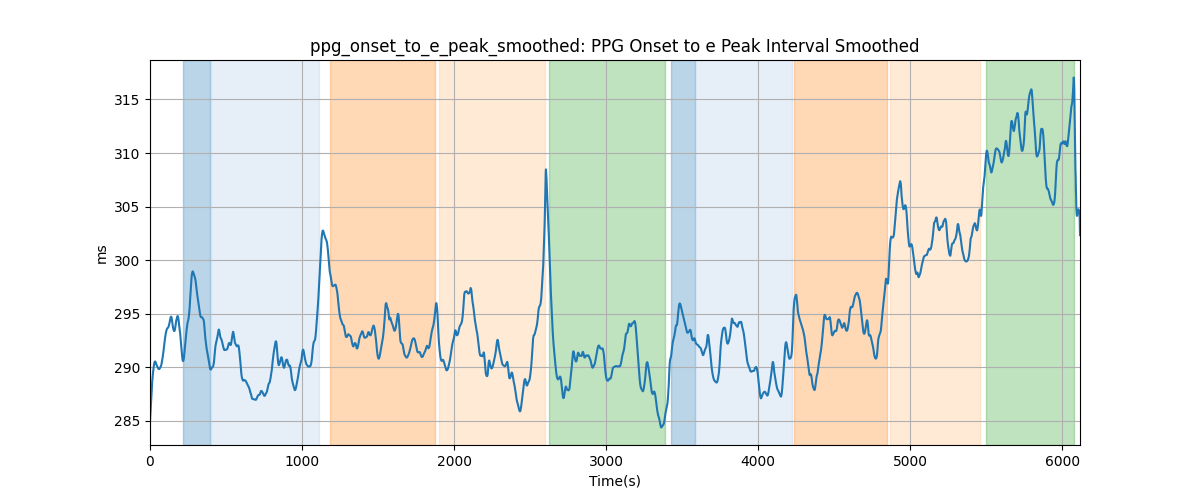 ppg_onset_to_e_peak_smoothed: PPG Onset to e Peak Interval Smoothed
315
310
305
300
295
290
285
ms
0 1000 2000 3000 4000 5000 6000
Time(s)